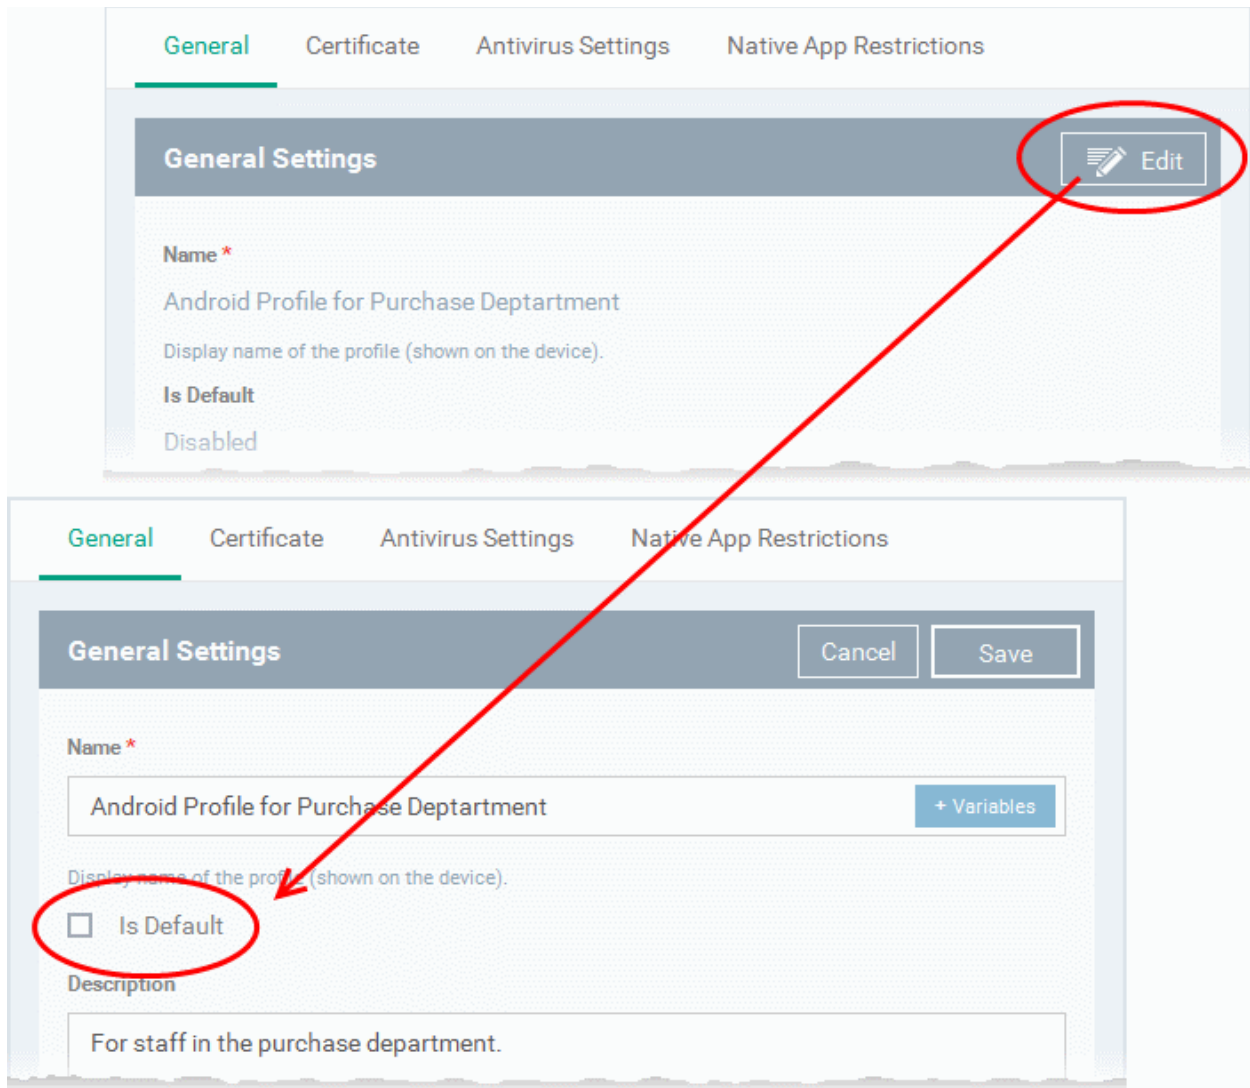 General Certificate Antivirus Settings Native App Restrictions
General Settings Edit
Name *
Android Profile for Purchase Deptartment
Display name of the profile (shown on the device).
Is Default
Disabled
General Certificate Antivirus Settings Native App Restrictions
General Settings Cancel Save
Name *
Android Profile for Purchase Deptartment + Variables
Display name of the profile (shown on the device).
Is Default
Description
For staff in the purchase department.